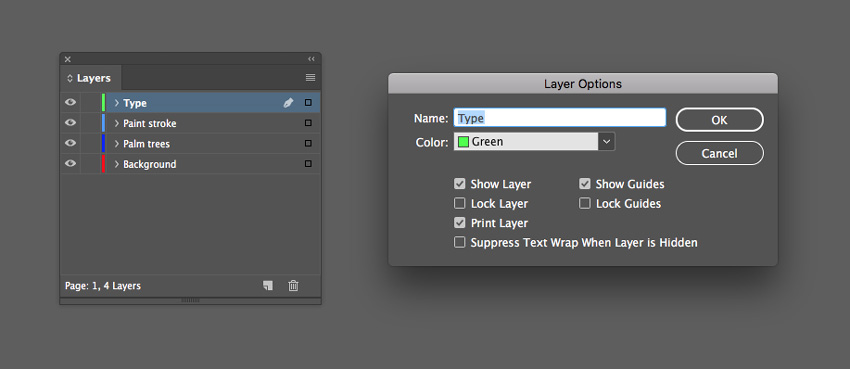 Layers
Type
Paint stroke
Palm trees
Background
Page: 1, 4 Layers
Layer Options
Name: Type
OK
Color: Green
Cancel
Show Layer Show Guides
Lock Layer Lock Guides
Print Layer
Suppress Text Wrap When Layer is Hidden